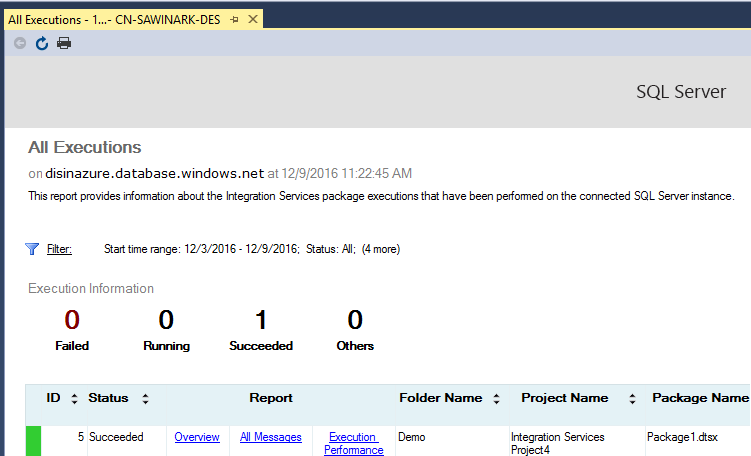 All Executions - 1...- CN-SAWINARK-DES
SQL Server
All Executions
on disinazure.database.windows.net at 12/9/2016 11:22:45 AM
This report provides information about the Integration Services package executions that have been performed on the connected SQL Server instance.
Filter: Start time range: 12/3/2016 - 12/9/2016; Status: All; (4 more)
Execution Information
0 0 1 0
Failed Running Succeeded Others
ID Status Report Folder Name Project Name Package Name
5 Succeeded Overview All Messages Execution Demo Integration Services Package1.dtsx
Performance Project4